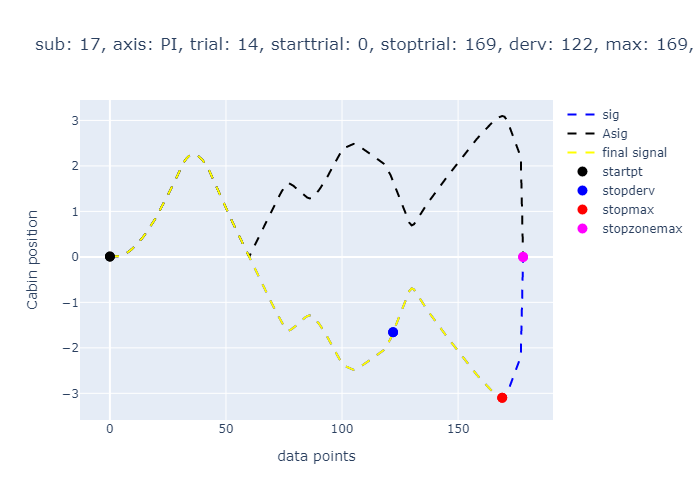 sub: 17, axis: PI, trial: 14, starttrial: 0, stoptrial: 169, derv: 122, max: 169,
3
2
1
0
−1
−2
−3
Cabin position
0
50
100
150
data points
sig
Asig
final signal
startpt
stopderv
stopmax
stopzonemax